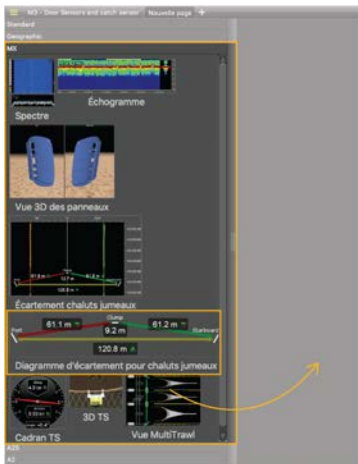 M3 - Door Sensors and catch sensor
Nouvelle page +
Standard
Geographic
MX
Spectre
Échogramme
Vue 3D des panneaux
Écartement chaluts jumeaux
Port
61.1 m
Clump
9.2 m
61.2 m
Starboard
120.8 m
Diagramme d'écartement pour chaluts jumeaux
Cadran TS
3D TS
Vue MultiTrawl
A2S
A2